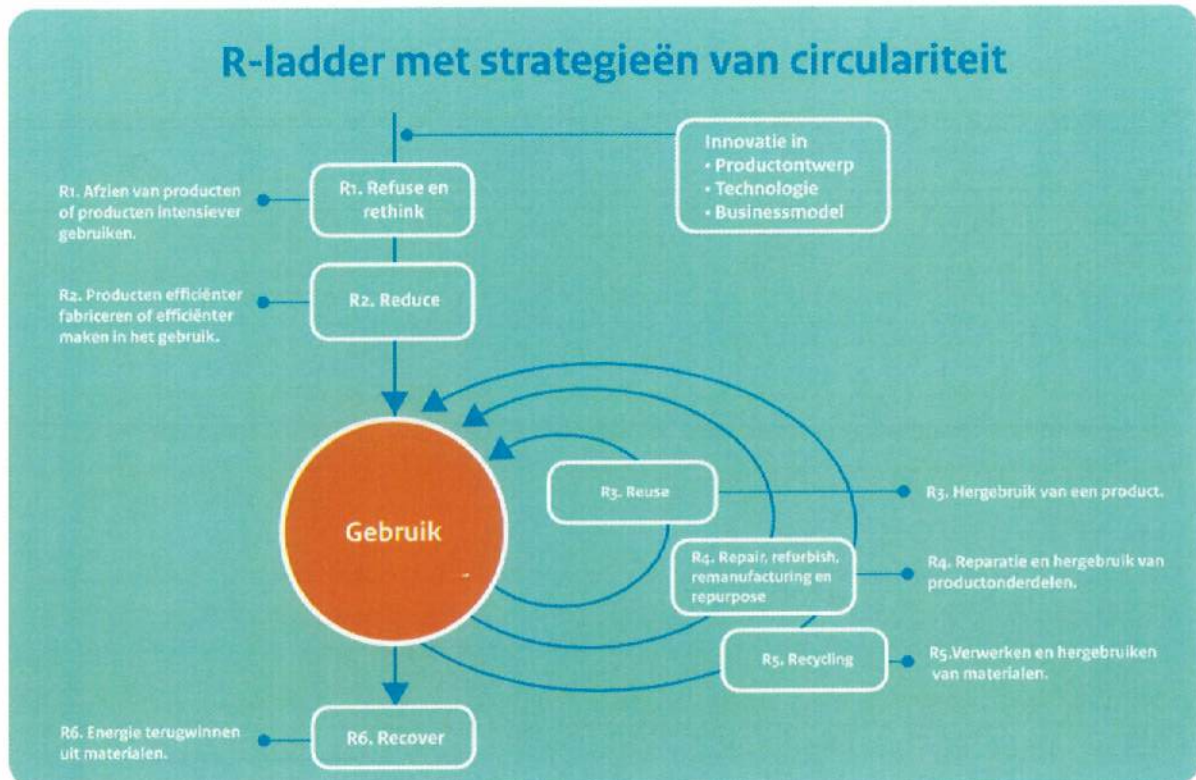 R-ladder met strategieën van circulariteit
Innovatie in
• Productontwerp
• Technologie
• Businessmodel
R1. Afzien van producten
of producten intensiever
gebruiken.
R1. Refuse en
rethink
R2. Producten efficiënter
fabriceren of efficiënter
maken in het gebruik.
R2. Reduce
Gebruik
R3. Reuse
R3. Hergebruik van een product.
R4. Repair, refurbish,
remanufacturing en
repurpose
R4. Reparatie en hergebruik van
productonderdelen.
R5. Recycling
R5.Verwerken en hergebruiken
van materialen.
R6. Energie terugwinnen
uit materialen.
R6. Recover